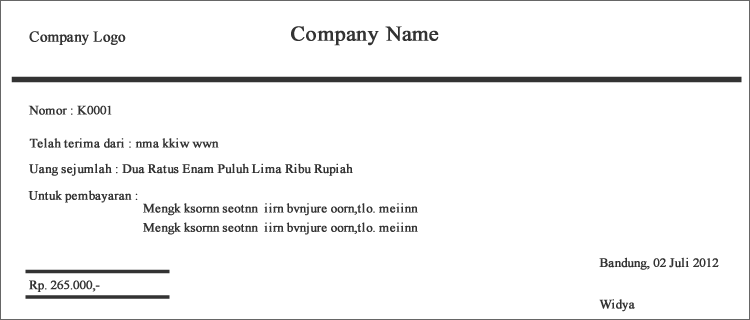 Company Logo
Company Name
Nomor : K0001
Telah terima dari : nma kkiw wwn
Uang sejumlah : Dua Ratus Enam Puluh Lima Ribu Rupiah
Untuk pembayaran :
Mengk ksornn seotnn  iirn bvnjure oorn,tlo. meiinn
Mengk ksornn seotnn  iirn bvnjure oorn,tlo. meiinn
Bandung, 02 Juli 2012
Rp. 265.000,-
Widya